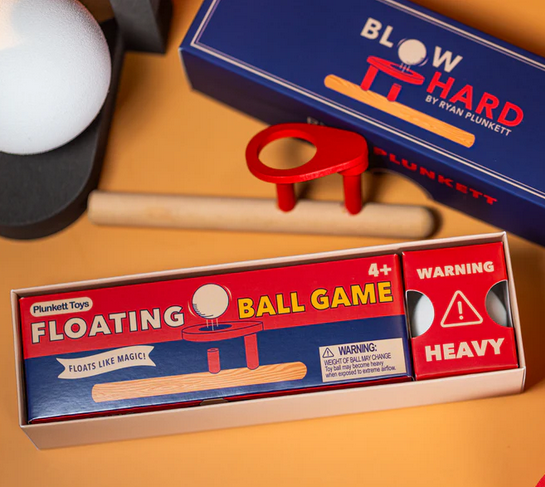 BLOW
HARD
BY RYAN PLUNKETT
PLUNKETT
Plunkett Toys
4+
FLOATING BALL GAME
FLOATS LIKE MAGIC!
WARNING:
WEIGHT OF BALL MAY CHANGE
Toy ball may become heavy
when exposed to extreme airflow.
WARNING
HEAVY